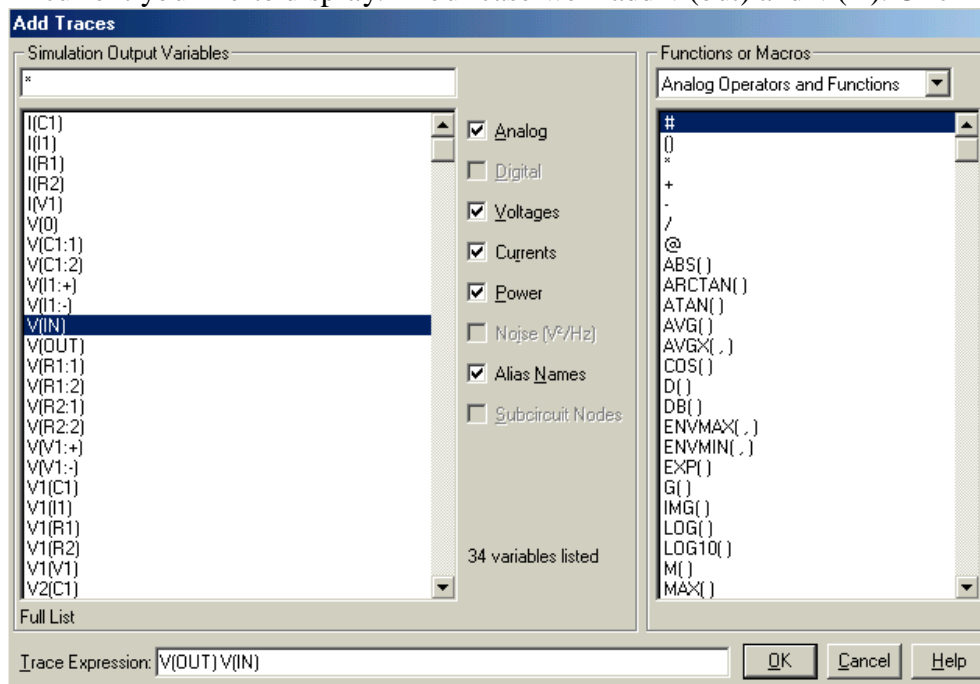 Add Traces
Simulation Output Variables
*
I(C1)
I(I1)
I(R1)
I(R2)
I(V1)
V(0)
V(C1:1)
V(C1:2)
V(I1:+)
V(I1:-)
V(IN)
V(OUT)
V(R1:1)
V(R1:2)
V(R2:1)
V(R2:2)
V(V1:+)
V(V1:-)
V1(C1)
V1(I1)
V1(R1)
V1(R2)
V1(V1)
V2(C1)
Full List
Analog
Digital
Voltages
Currents
Power
Noise (V²/Hz)
Alias Names
Subcircuit Nodes
34 variables listed
Functions or Macros
Analog Operators and Functions
#
()
*
+
-
/
@
ABS( )
ARCTAN( )
ATAN( )
AVG( )
AVGX( , )
COS( )
D( )
DB( )
ENVMAX( , )
ENVMIN( , )
EXP( )
G( )
IMG( )
LOG( )
LOG10( )
M( )
MAX( )
Trace Expression: V(OUT) V(IN)
OK Cancel Help